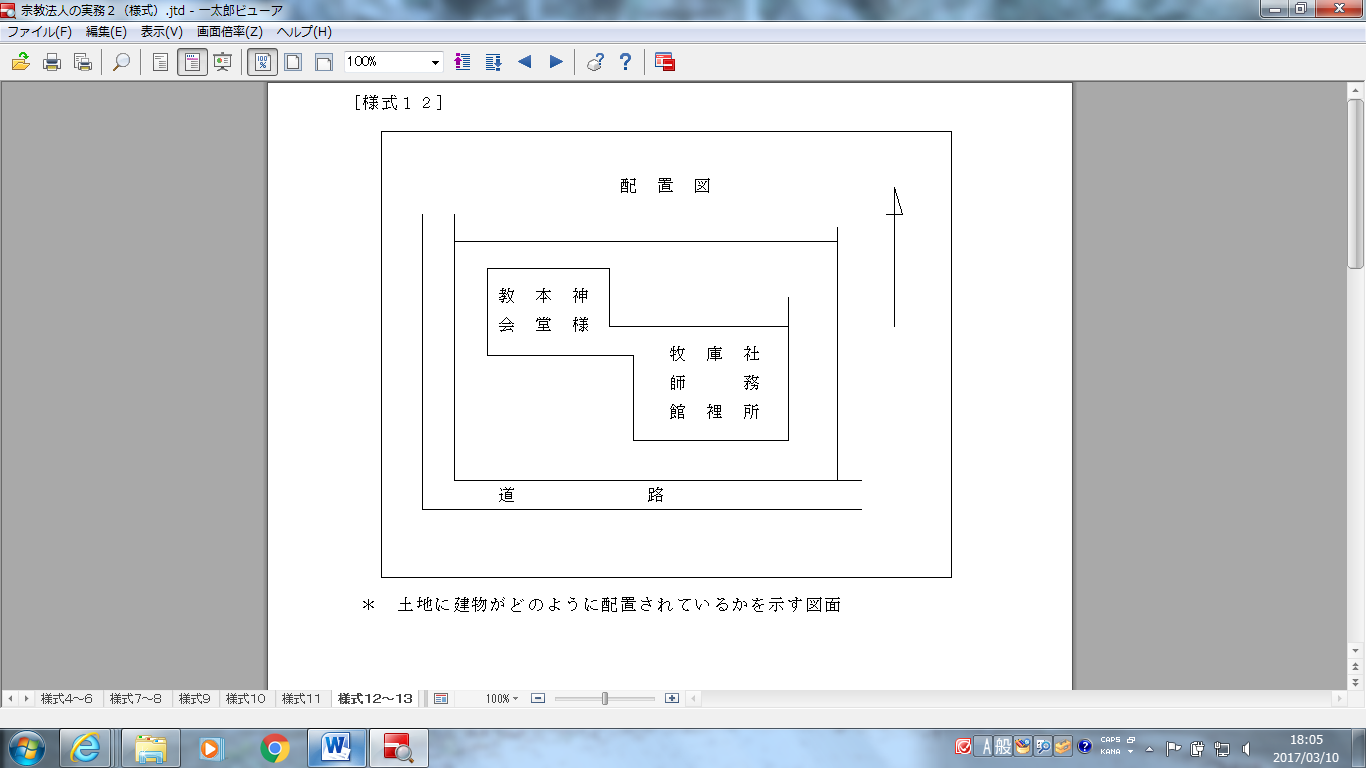 宗教法人の実務２（様式）.jtd - 一太郎ビューア
ファイル(F) 編集(E) 表示(V) 画面倍率(Z) ヘルプ(H)
100% 100%
［様式１２］
配　置　図
教　本　神
会　堂　様
牧　庫　社
師　　　務
館　裡　所
道　路
＊　土地に建物がどのように配置されているかを示す図面
様式4～6 様式7～8 様式9 様式10 様式11 様式12～13 100%
A 般 CAPS KANA
18:05
2017/03/10